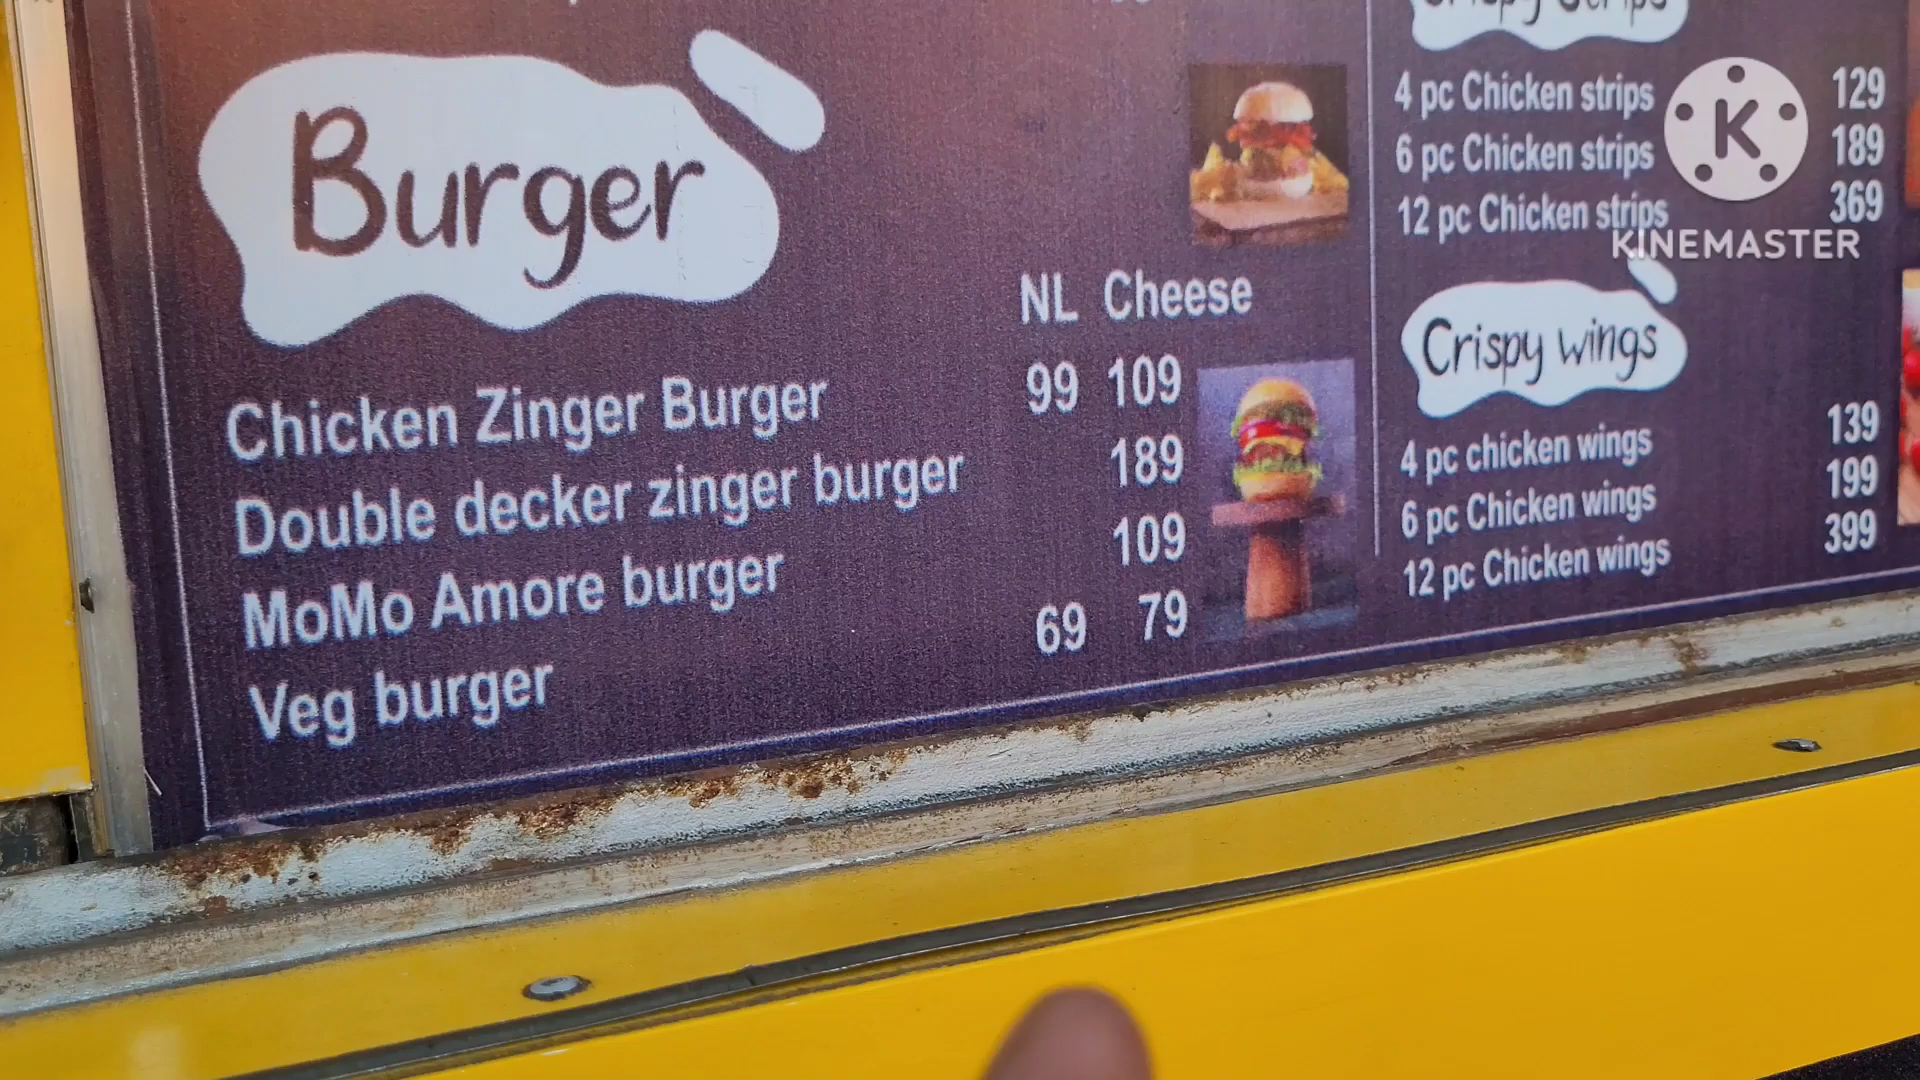 Burger
NL Cheese
Chicken Zinger Burger 99 109
Double decker zinger burger 189
MoMo Amore burger 109
Veg burger 69 79
Crispy Strips
4 pc Chicken strips 129
6 pc Chicken strips 189
12 pc Chicken strips 369
K
KINEMASTER
Crispy wings
4 pc chicken wings 139
6 pc Chicken wings 199
12 pc Chicken wings 399